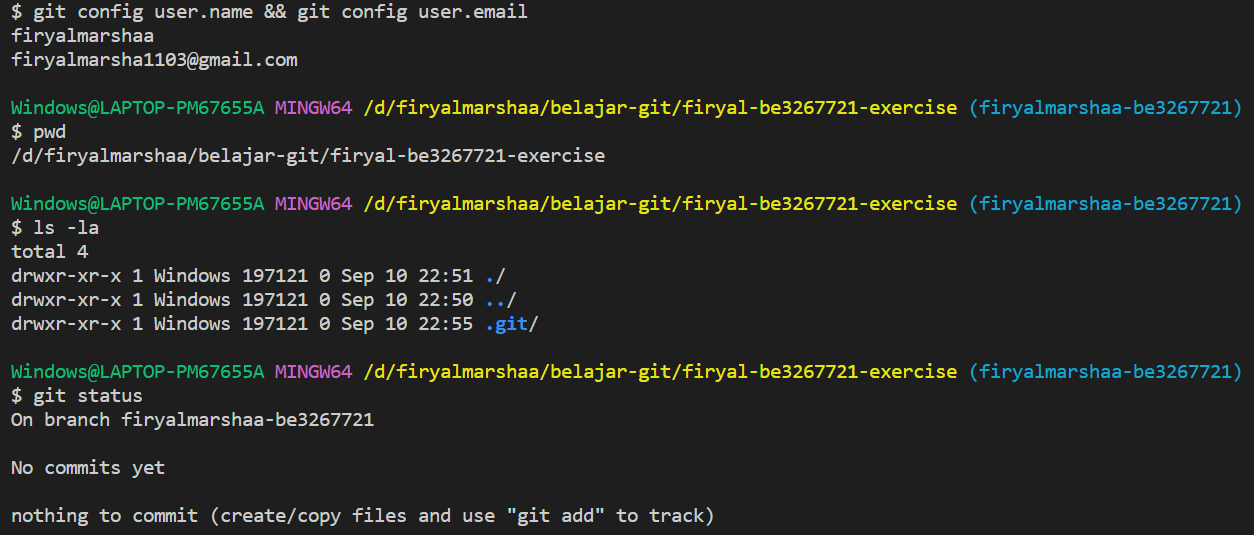 $ git config user.name && git config user.email
firyalmarshaa
firyalmarsha1103@gmail.com
Windows@LAPTOP-PM67655A MINGW64 /d/firyalmarshaa/belajar-git/firyal-be3267721-exercise (firyalmarshaa-be3267721)
$ pwd
/d/firyalmarshaa/belajar-git/firyal-be3267721-exercise
Windows@LAPTOP-PM67655A MINGW64 /d/firyalmarshaa/belajar-git/firyal-be3267721-exercise (firyalmarshaa-be3267721)
$ ls -la
total 4
drwxr-xr-x 1 Windows 197121 0 Sep 10 22:51 ./
drwxr-xr-x 1 Windows 197121 0 Sep 10 22:50 ../
drwxr-xr-x 1 Windows 197121 0 Sep 10 22:55 .git/
Windows@LAPTOP-PM67655A MINGW64 /d/firyalmarshaa/belajar-git/firyal-be3267721-exercise (firyalmarshaa-be3267721)
$ git status
On branch firyalmarshaa-be3267721
No commits yet
nothing to commit (create/copy files and use "git add" to track)